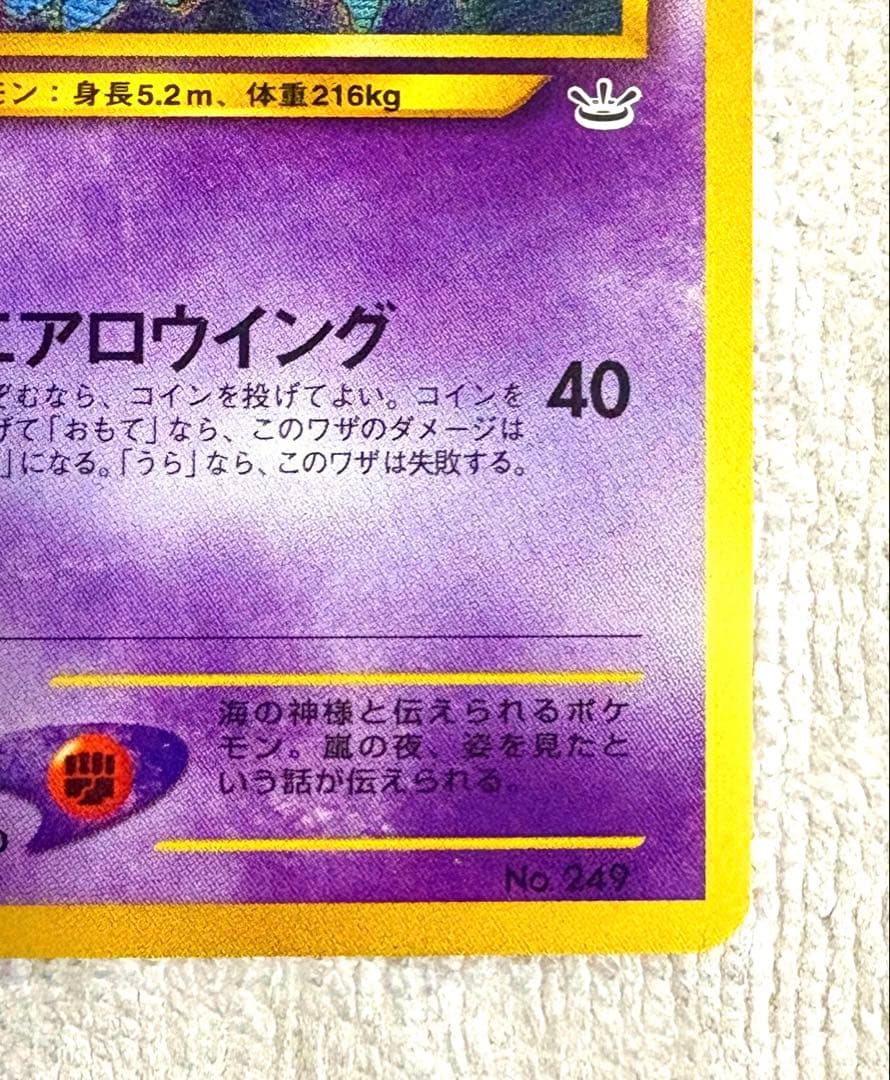 モン：身長5.2m、体重216kg
エアロウイング
ぞむなら、コインを投げてよい。コインを
げて「おもて」なら、このワザのダメージは
」になる。「うら」なら、このワザは失敗する。
40
海の神様と伝えられるポケ
モン。嵐の夜、姿を見たと
いう話が伝えられる。
No. 249